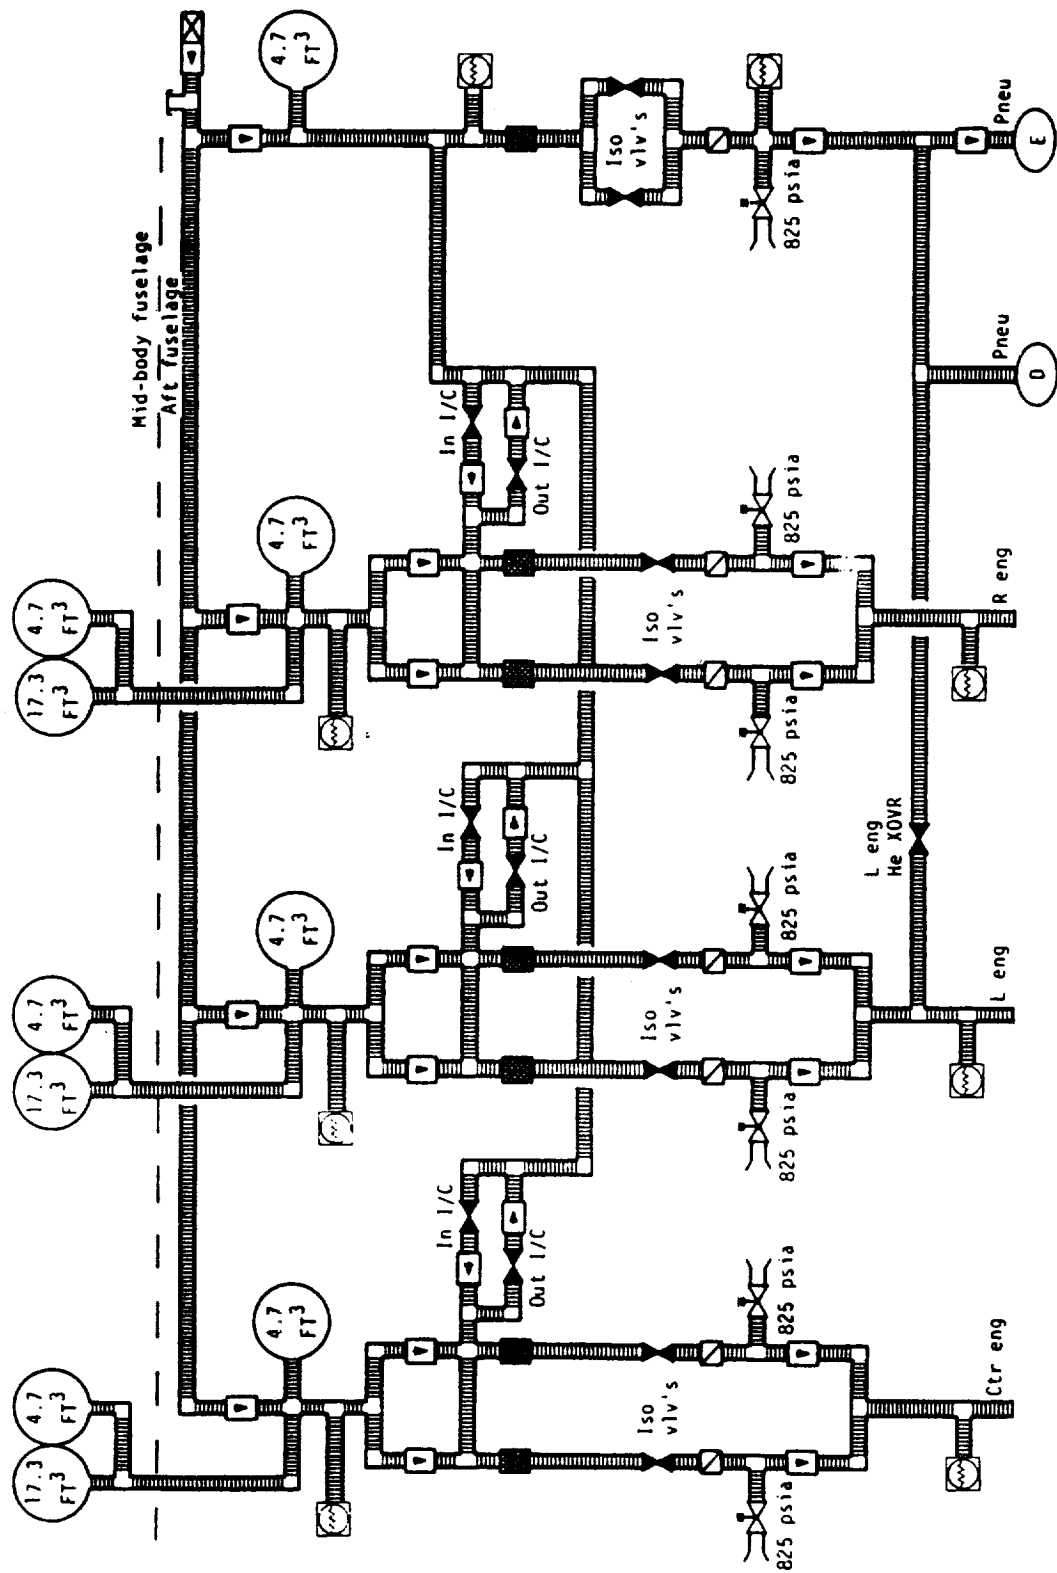 17.3
FT3
4.7
FT3
17.3
FT3
4.7
FT3
17.3
FT3
4.7
FT3
Mid-body fuselage
Aft fuselage
4.7
FT3
4.7
FT3
4.7
FT3
4.7
FT3
In I/C
In I/C
In I/C
Out I/C
Out I/C
Out I/C
Iso
vlv's
Iso
vlv's
Iso
vlv's
Iso
vlv's
825 psia
825 psia
825 psia
825 psia
825 psia
825 psia
825 psia
L eng
He XOVR
Ctr eng
L eng
R eng
Pneu
Pneu
D
E